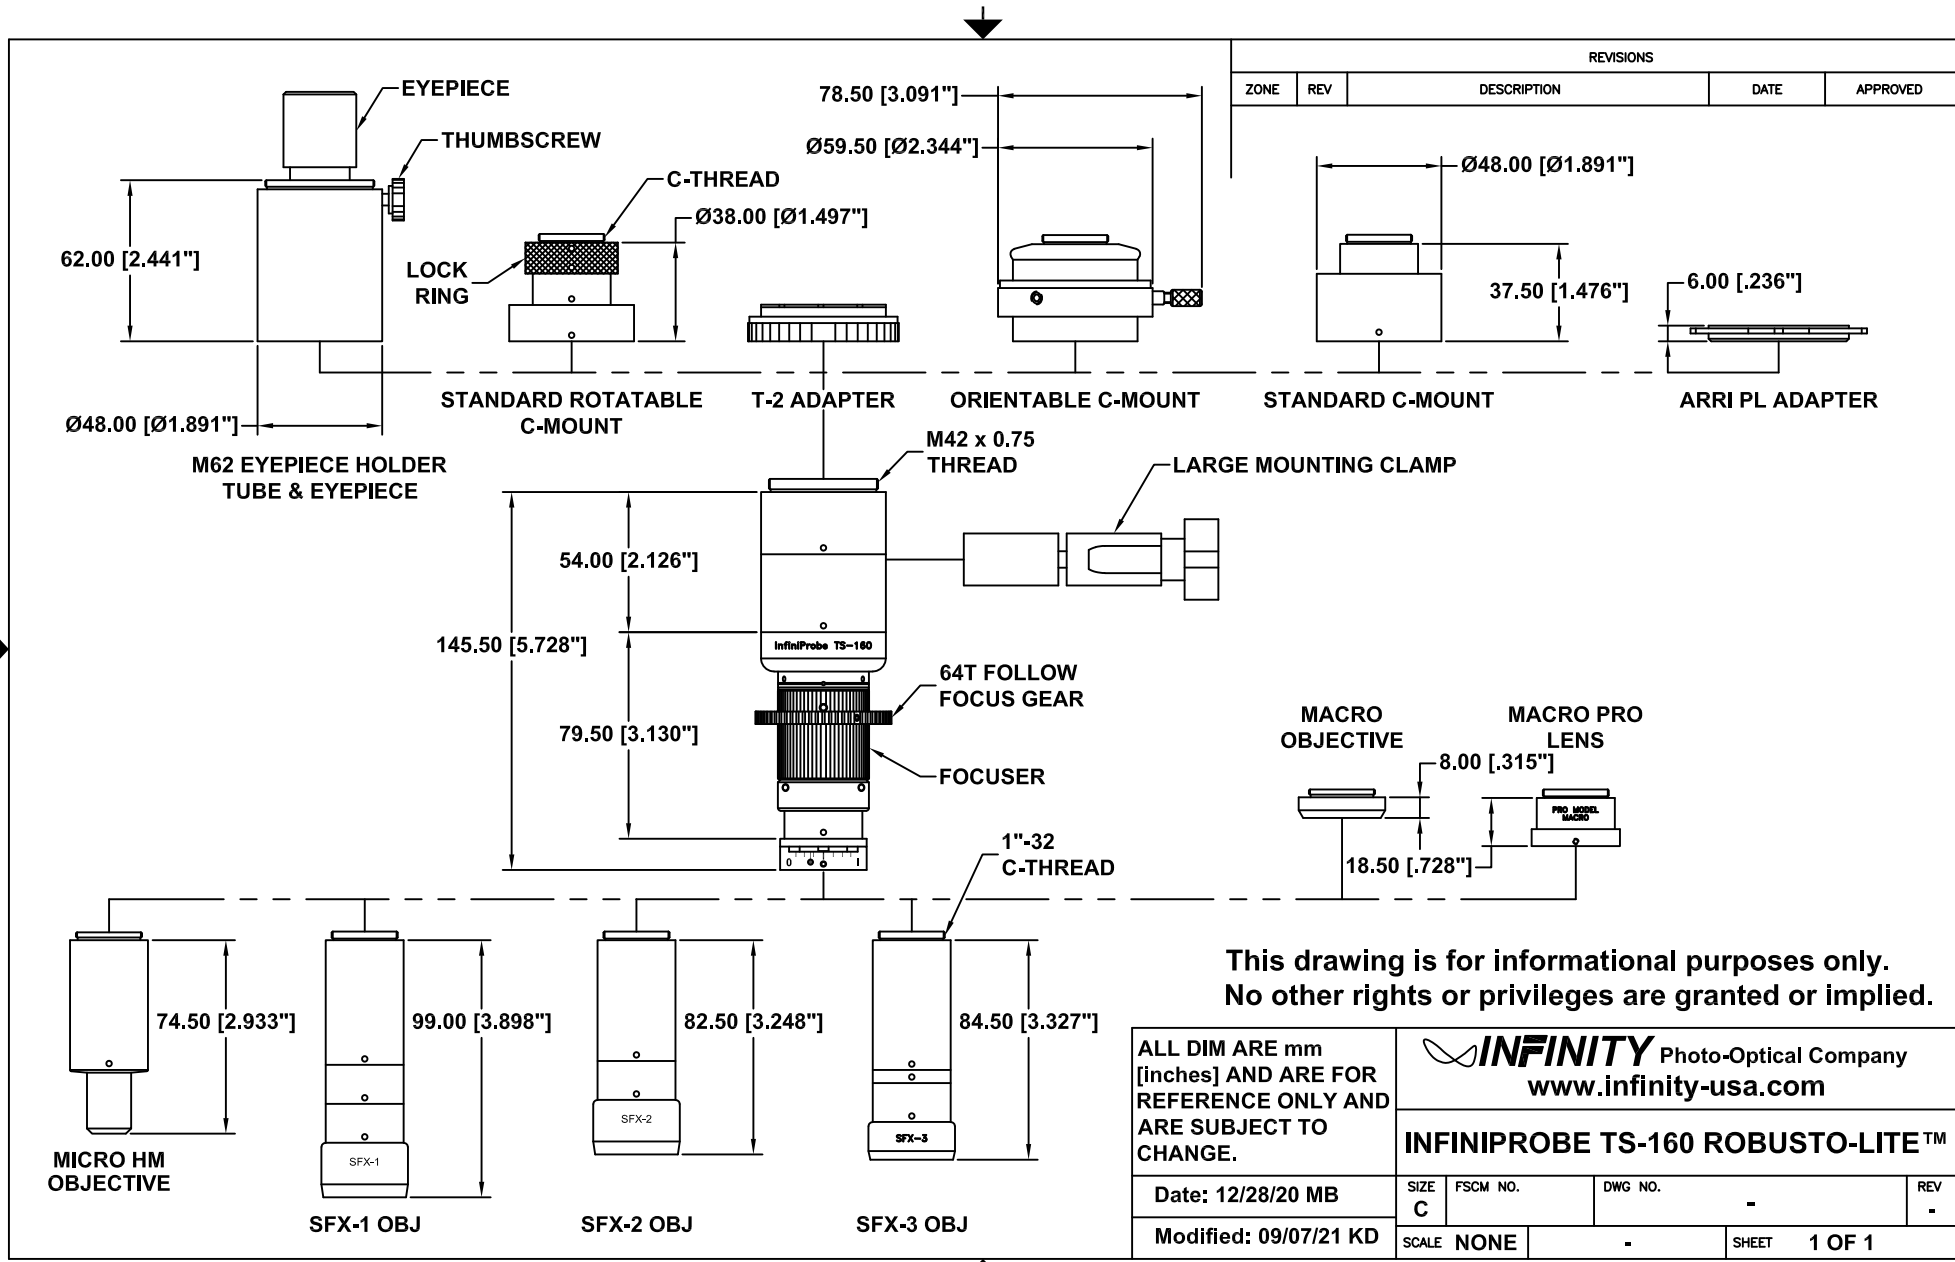 REVISIONS
ZONE REV DESCRIPTION DATE APPROVED
EYEPIECE
THUMBSCREW
62.00 [2.441"]
Ø48.00 [Ø1.891"]
M62 EYEPIECE HOLDER
TUBE & EYEPIECE
C-THREAD
Ø38.00 [Ø1.497"]
LOCK
RING
STANDARD ROTATABLE
C-MOUNT
T-2 ADAPTER
78.50 [3.091"]
Ø59.50 [Ø2.344"]
ORIENTABLE C-MOUNT
Ø48.00 [Ø1.891"]
37.50 [1.476"]
STANDARD C-MOUNT
6.00 [.236"]
ARRI PL ADAPTER
M42 x 0.75
THREAD
LARGE MOUNTING CLAMP
54.00 [2.126"]
145.50 [5.728"]
InfiniProbe TS-160
64T FOLLOW
FOCUS GEAR
79.50 [3.130"]
FOCUSER
0 I
1"-32
C-THREAD
MACRO
OBJECTIVE
8.00 [.315"]
MACRO PRO
LENS
PRO MODEL
MACRO
18.50 [.728"]
74.50 [2.933"]
MICRO HM
OBJECTIVE
99.00 [3.898"]
SFX-1
SFX-1 OBJ
82.50 [3.248"]
SFX-2
SFX-2 OBJ
84.50 [3.327"]
SFX-3
SFX-3 OBJ
This drawing is for informational purposes only.
No other rights or privileges are granted or implied.
ALL DIM ARE mm
[inches] AND ARE FOR
REFERENCE ONLY AND
ARE SUBJECT TO
CHANGE.
Date: 12/28/20 MB
Modified: 09/07/21 KD
INFINITY Photo-Optical Company
www.infinity-usa.com
INFINIPROBE TS-160 ROBUSTO-LITE™
SIZE FSCM NO. DWG NO. REV
C - -
SCALE NONE - SHEET 1 OF 1